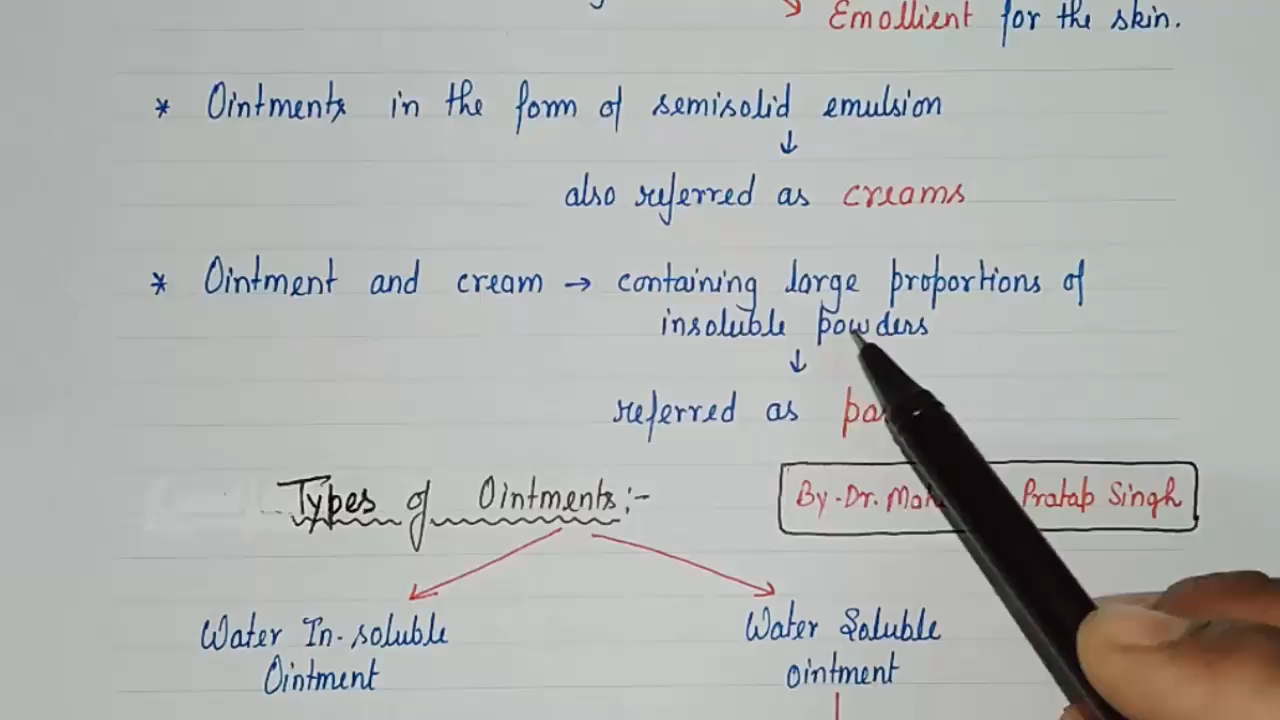 Emollient for the skin.
* Ointments in the form of semisolid emulsion
↓
also referred as creams
* Ointment and cream → containing large proportions of
insoluble powders
↓
referred as
Types of Ointments:-
By-Dr. Pratap Singh
Water In-soluble
Ointment
Water Soluble
ointment